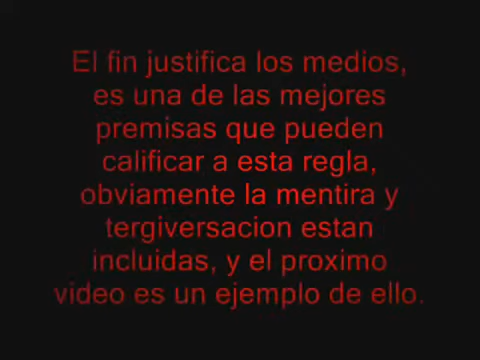 El fin justifica los medios,
es una de las mejores
premisas que pueden
calificar a esta regla,
obviamente la mentira y
tergiversacion estan
incluidas, y el proximo
video es un ejemplo de ello.